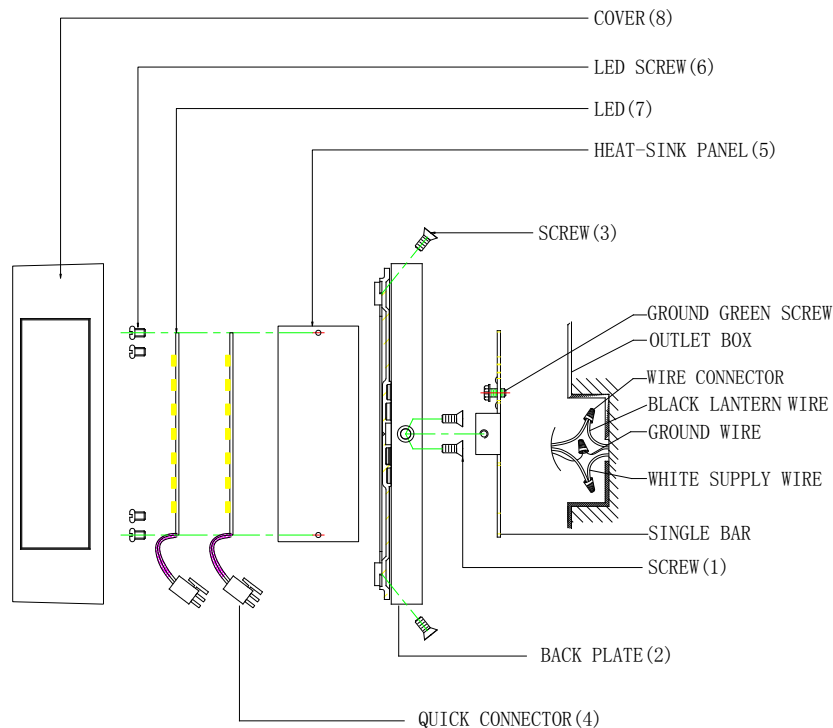 COVER(8)
LED SCREW(6)
LED(7)
HEAT-SINK PANEL(5)
SCREW(3)
GROUND GREEN SCREW
OUTLET BOX
WIRE CONNECTOR
BLACK LANTERN WIRE
GROUND WIRE
WHITE SUPPLY WIRE
SINGLE BAR
SCREW(1)
BACK PLATE(2)
QUICK CONNECTOR(4)